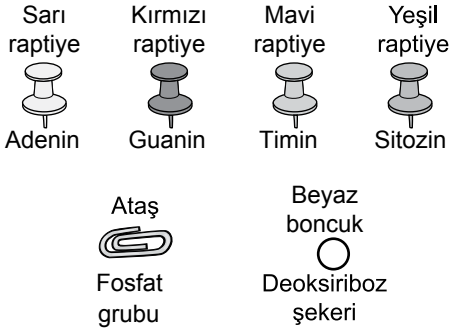 Sarı raptiye
Kırmızı raptiye
Mavi raptiye
Yeşil raptiye
Adenin
Guanin
Timin
Sitozin
Ataş
Beyaz boncuk
Fosfat grubu
Deoksiriboz şekeri